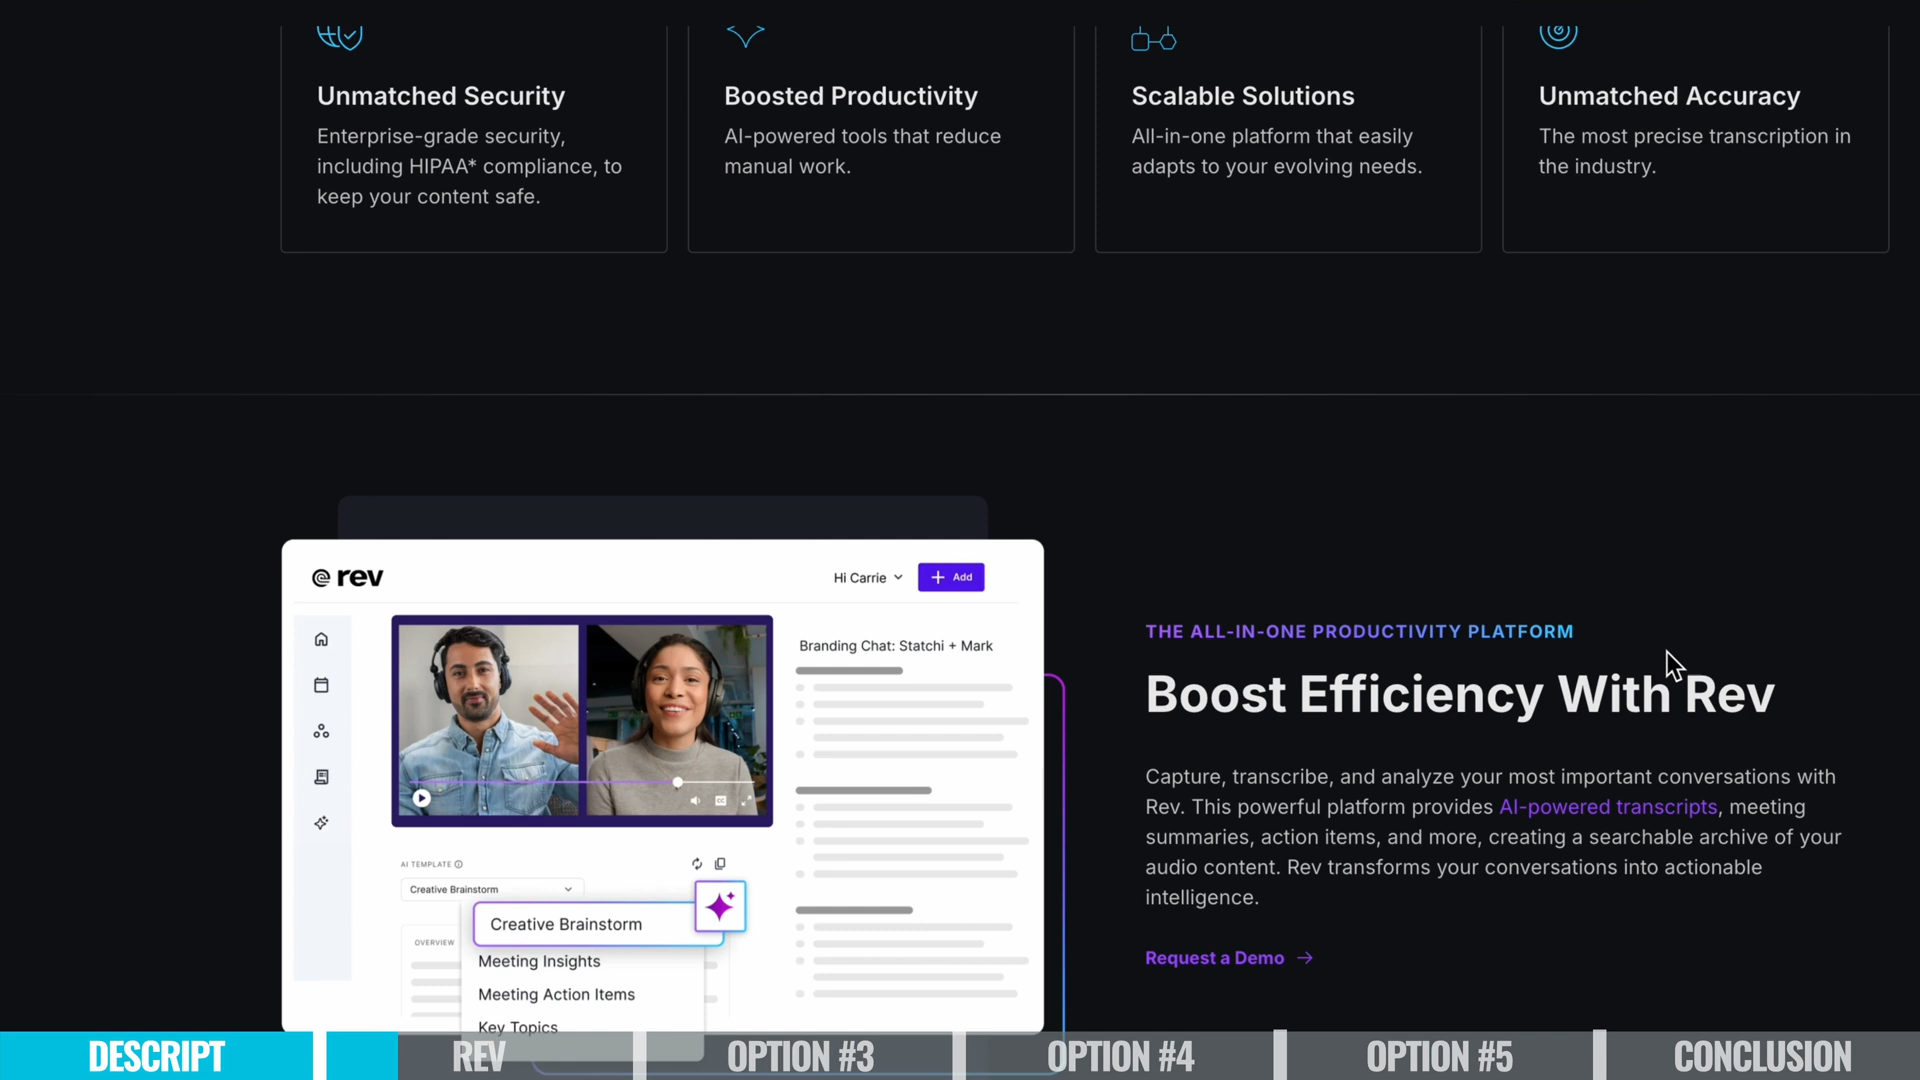 Unmatched Security
Enterprise-grade security,
including HIPAA* compliance, to
keep your content safe.
Boosted Productivity
AI-powered tools that reduce
manual work.
Scalable Solutions
All-in-one platform that easily
adapts to your evolving needs.
Unmatched Accuracy
The most precise transcription in
the industry.
rev
Hi Carrie
Add
Branding Chat: Statchi + Mark
CC
AI TEMPLATE
Creative Brainstorm
Creative Brainstorm
OVERVIEW
Meeting Insights
Meeting Action Items
Key Topics
THE ALL-IN-ONE PRODUCTIVITY PLATFORM
Boost Efficiency With Rev
Capture, transcribe, and analyze your most important conversations with
Rev. This powerful platform provides AI-powered transcripts, meeting
summaries, action items, and more, creating a searchable archive of your
audio content. Rev transforms your conversations into actionable
intelligence.
Request a Demo →
DESCRIPT
REV
OPTION #3
OPTION #4
OPTION #5
CONCLUSION